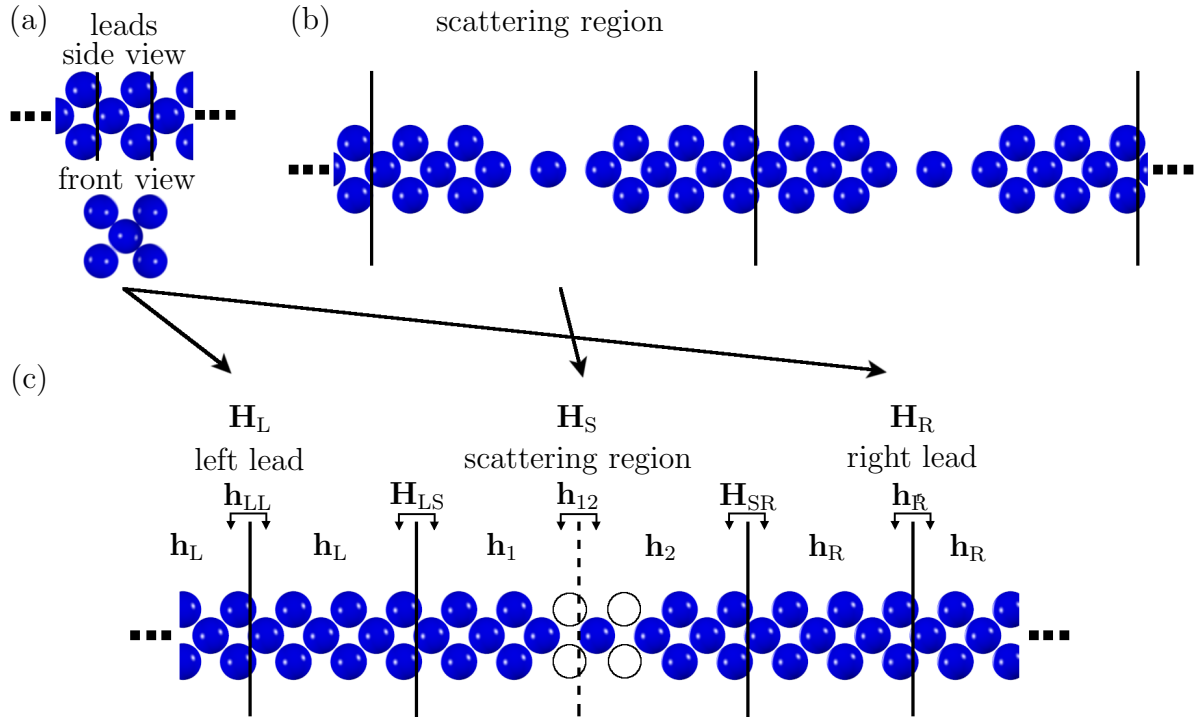 (a)
leads
side view
front view
(b)
scattering region
(c)
H_L
H_S
H_R
left lead
scattering region
right lead
h_LL
H_LS
h_12
H_SR
h_R
h_L
h_L
h_1
h_2
h_R
h_R